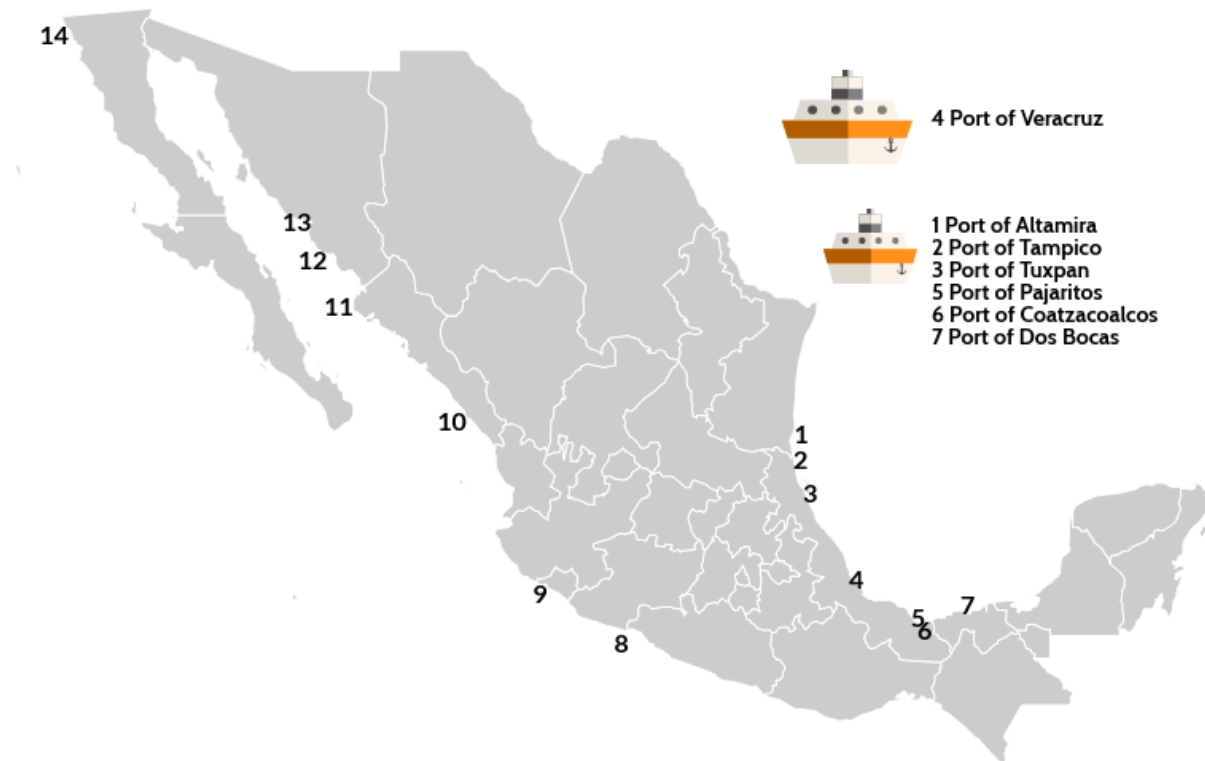 14
4 Port of Veracruz
13
1 Port of Altamira
2 Port of Tampico
12
3 Port of Tuxpan
5 Port of Pajaritos
11
6 Port of Coatzacoalcos
7 Port of Dos Bocas
10
1
2
3
4
9
7
5
6
8